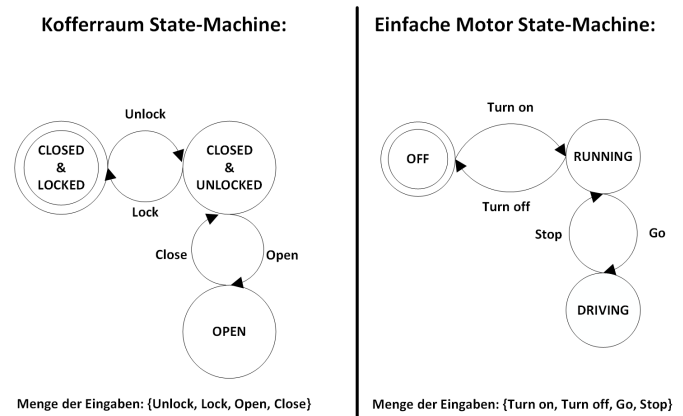 Kofferraum State-Machine:
Unlock
CLOSED
&
LOCKED
CLOSED
&
UNLOCKED
Lock
Close
Open
OPEN
Menge der Eingaben: {Unlock, Lock, Open, Close}
Einfache Motor State-Machine:
Turn on
OFF
RUNNING
Turn off
Stop
Go
DRIVING
Menge der Eingaben: {Turn on, Turn off, Go, Stop}